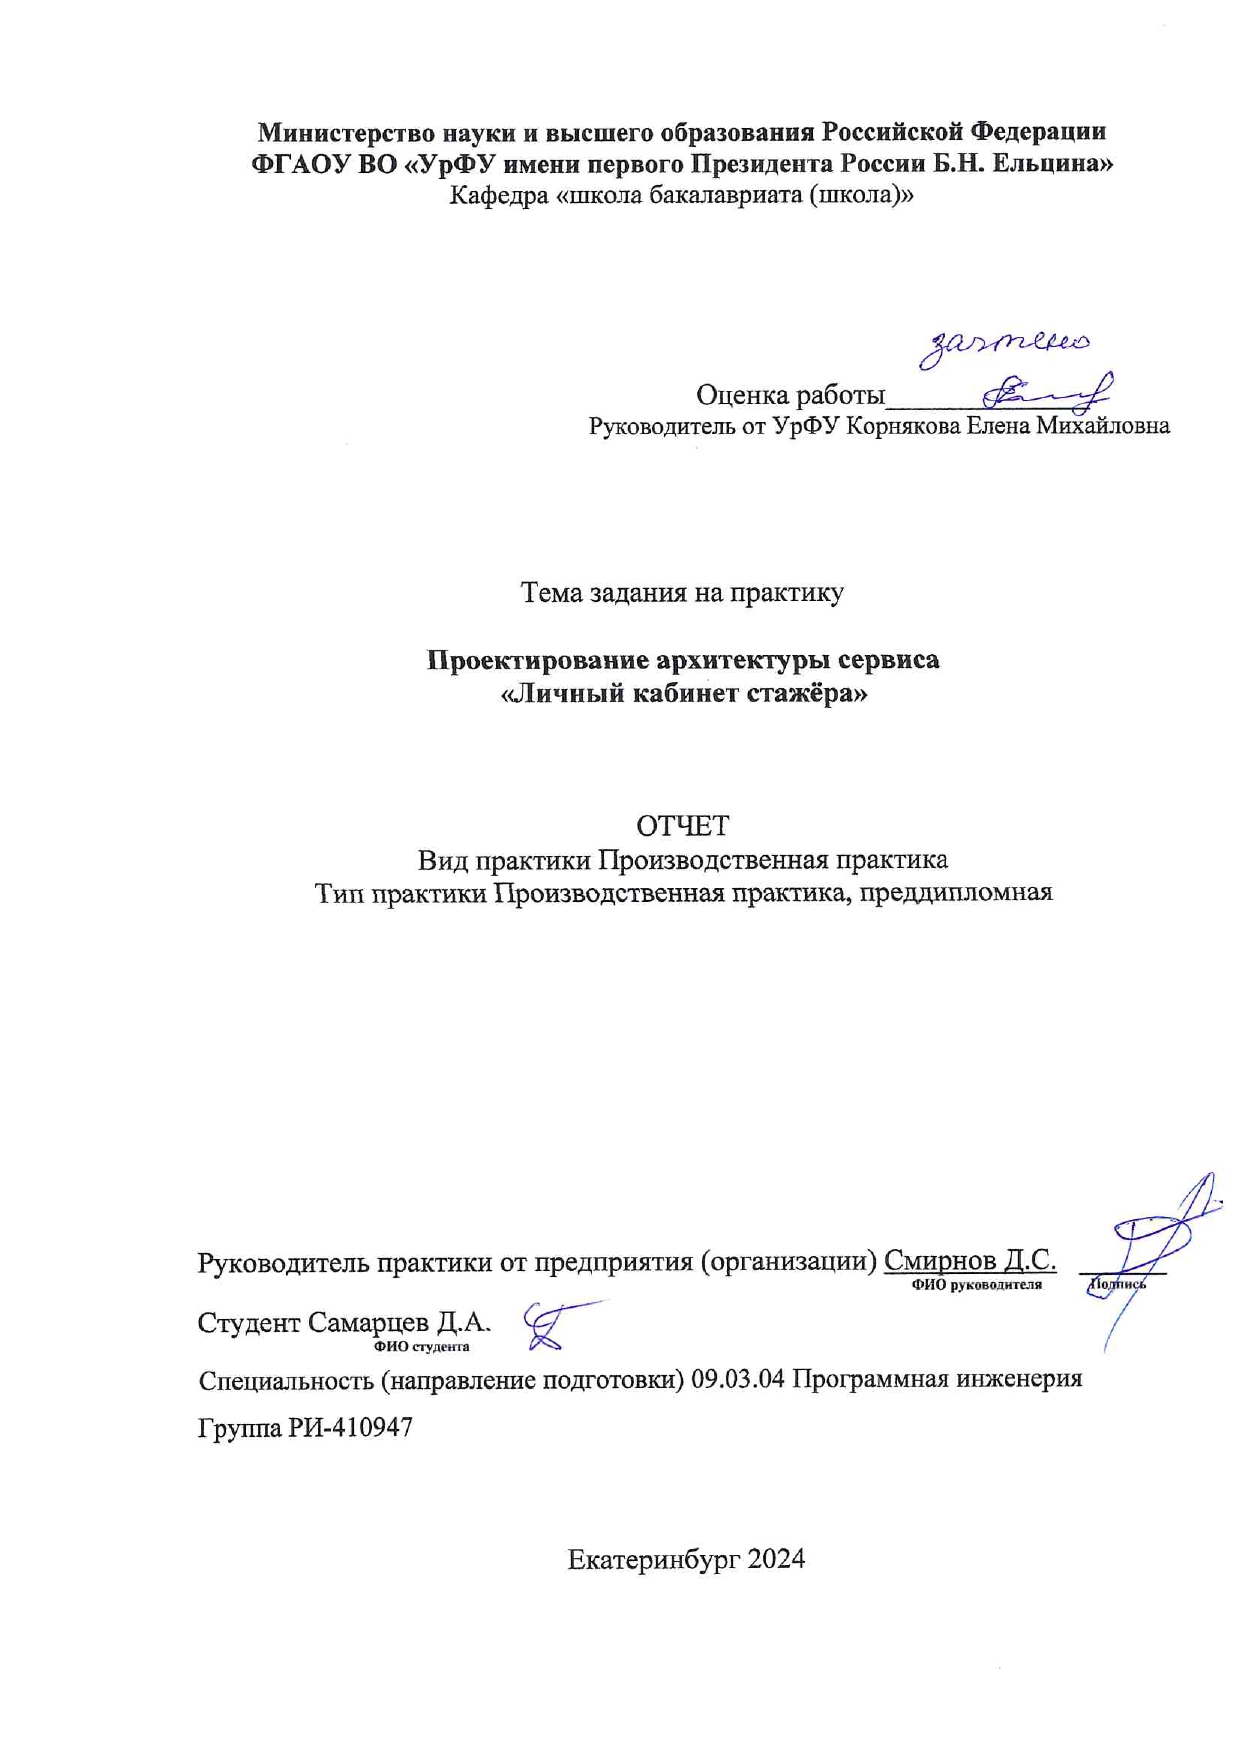 Министерство науки и высшего образования Российской Федерации
ФГАОУ ВО «УрФУ имени первого Президента России Б.Н. Ельцина»
Кафедра «школа бакалавриата (школа)»
зачтено
Оценка работы
Руководитель от УрФУ Корнякова Елена Михайловна
Тема задания на практику
Проектирование архитектуры сервиса
«Личный кабинет стажёра»
ОТЧЕТ
Вид практики Производственная практика
Тип практики Производственная практика, преддипломная
Руководитель практики от предприятия (организации) Смирнов Д.С.
ФИО руководителя Подпись
Студент Самарцев Д.А.
ФИО студента
Специальность (направление подготовки) 09.03.04 Программная инженерия
Группа РИ-410947
Екатеринбург 2024